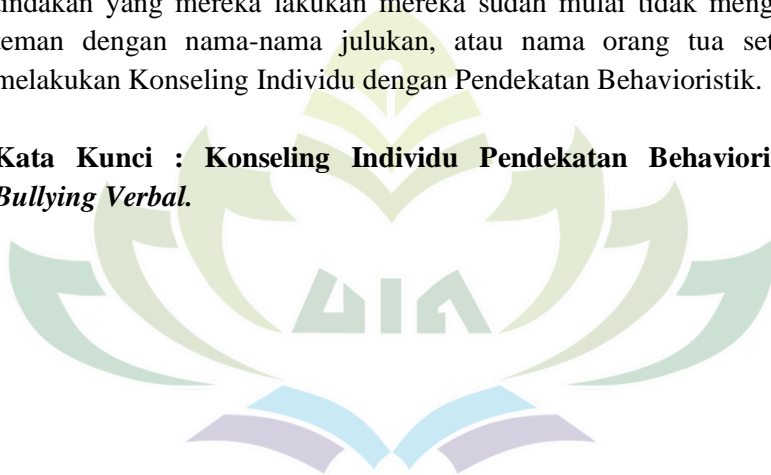 tindakan yang mereka lakukan mereka sudah mulai tidak meng
teman dengan nama-nama julukan, atau nama orang tua set
melakukan Konseling Individu dengan Pendekatan Behavioristik.
Kata Kunci : Konseling Individu Pendekatan Behaviori
Bullying Verbal.
UIN